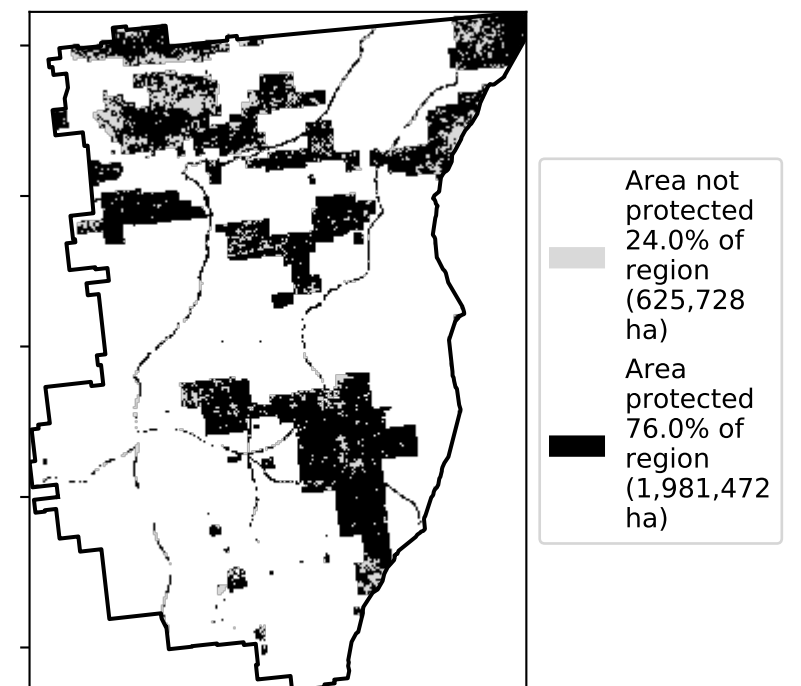 Area not
protected
24.0% of
region
(625,728
ha)
Area
protected
76.0% of
region
(1,981,472
ha)